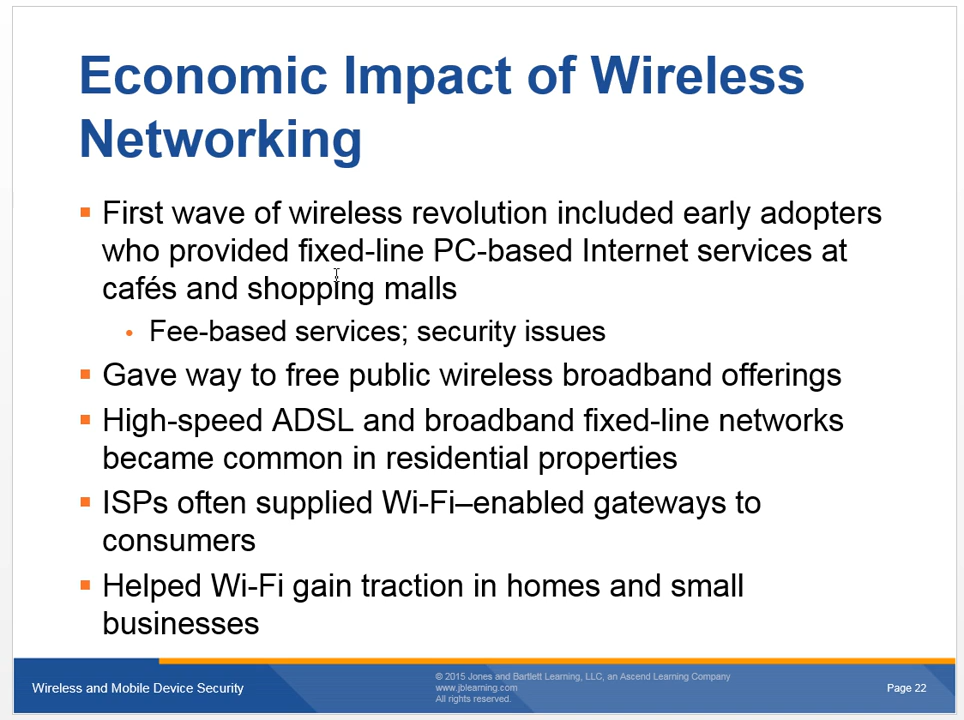 Economic Impact of Wireless
Networking
▪ First wave of wireless revolution included early adopters
who provided fixed-line PC-based Internet services at
cafés and shopping malls
• Fee-based services; security issues
▪ Gave way to free public wireless broadband offerings
▪ High-speed ADSL and broadband fixed-line networks
became common in residential properties
▪ ISPs often supplied Wi-Fi–enabled gateways to
consumers
▪ Helped Wi-Fi gain traction in homes and small
businesses
Wireless and Mobile Device Security
© 2015 Jones and Bartlett Learning, LLC, an Ascend Learning Company
www.jblearning.com
All rights reserved.
Page 22